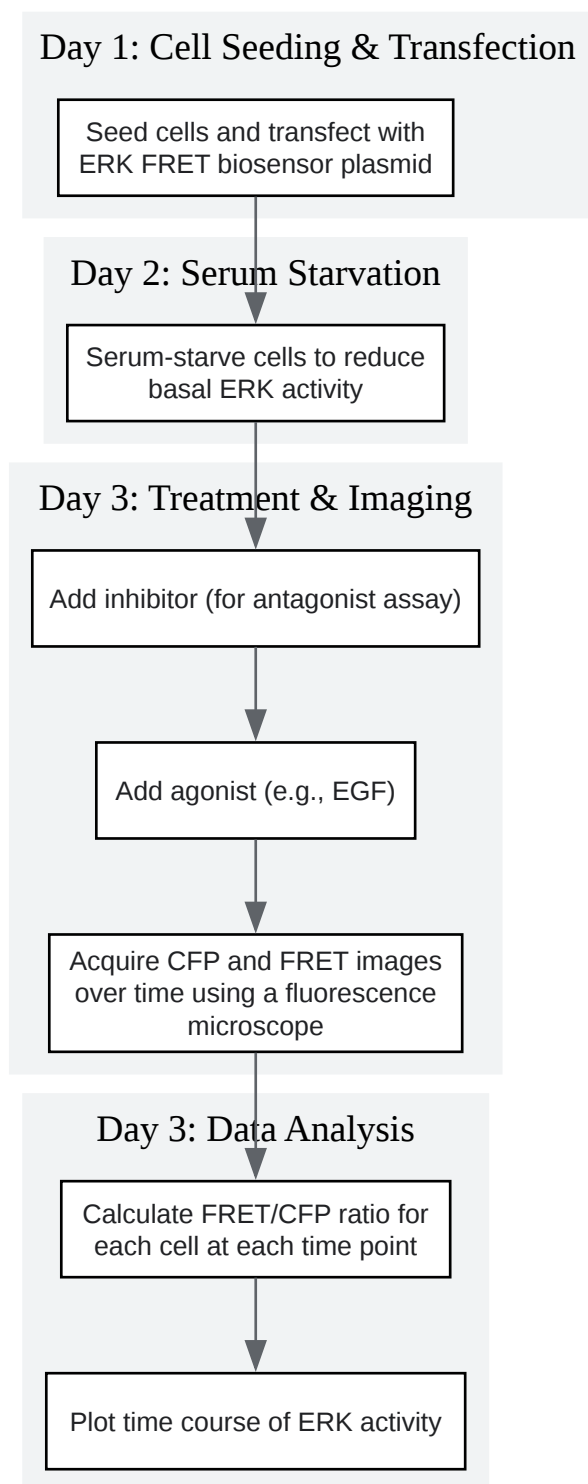 Day 1: Cell Seeding & Transfection
Seed cells and transfect with
ERK FRET biosensor plasmid
Day 2: Serum Starvation
Serum-starve cells to reduce
basal ERK activity
Day 3: Treatment & Imaging
Add inhibitor (for antagonist assay)
Add agonist (e.g., EGF)
Acquire CFP and FRET images
over time using a fluorescence
microscope
Day 3: Data Analysis
Calculate FRET/CFP ratio for
each cell at each time point
Plot time course of ERK activity